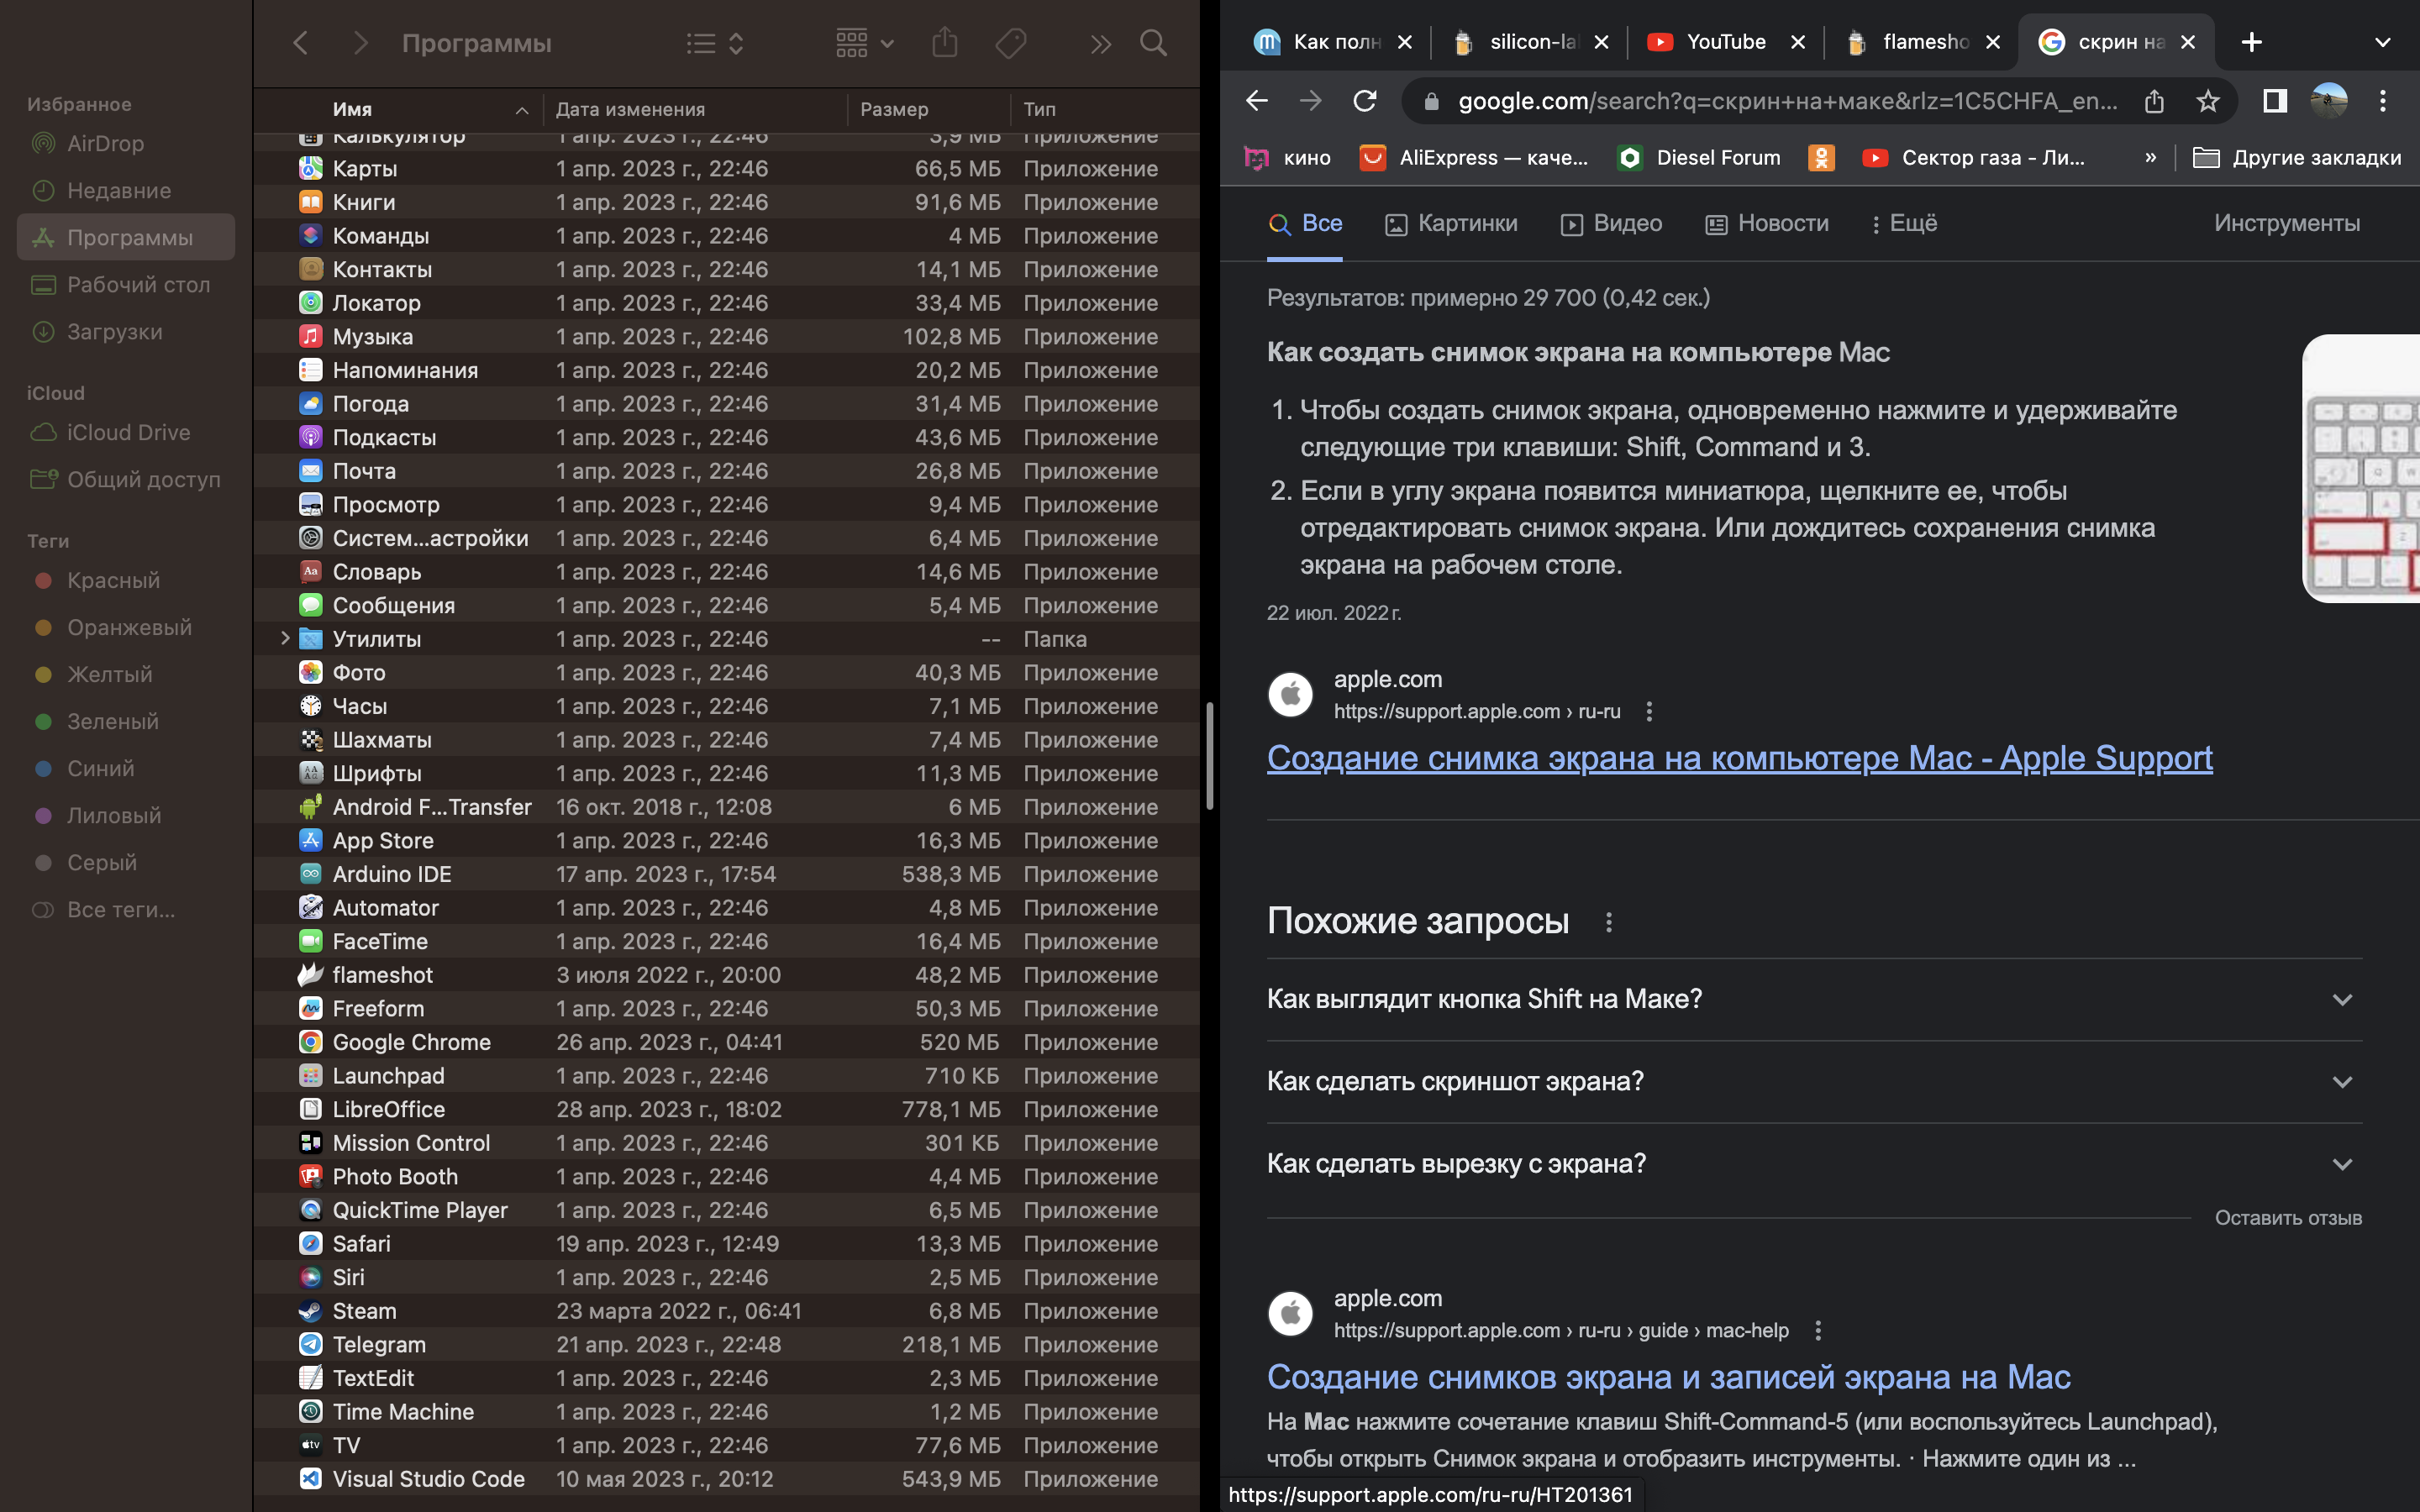 Избранное
AirDrop
Недавние
Программы
Рабочий стол
Загрузки
iCloud
iCloud Drive
Общий доступ
Теги
Красный
Оранжевый
Желтый
Зеленый
Синий
Лиловый
Серый
Все теги...
Программы
Имя Дата изменения Размер Тип
Калькулятор 1 апр. 2023 г., 22:46 3,9 МБ Приложение
Карты 1 апр. 2023 г., 22:46 66,5 МБ Приложение
Книги 1 апр. 2023 г., 22:46 91,6 МБ Приложение
Команды 1 апр. 2023 г., 22:46 4 МБ Приложение
Контакты 1 апр. 2023 г., 22:46 14,1 МБ Приложение
Локатор 1 апр. 2023 г., 22:46 33,4 МБ Приложение
Музыка 1 апр. 2023 г., 22:46 102,8 МБ Приложение
Напоминания 1 апр. 2023 г., 22:46 20,2 МБ Приложение
Погода 1 апр. 2023 г., 22:46 31,4 МБ Приложение
Подкасты 1 апр. 2023 г., 22:46 43,6 МБ Приложение
Почта 1 апр. 2023 г., 22:46 26,8 МБ Приложение
Просмотр 1 апр. 2023 г., 22:46 9,4 МБ Приложение
Систем...астройки 1 апр. 2023 г., 22:46 6,4 МБ Приложение
Словарь 1 апр. 2023 г., 22:46 14,6 МБ Приложение
Сообщения 1 апр. 2023 г., 22:46 5,4 МБ Приложение
Утилиты 1 апр. 2023 г., 22:46 -- Папка
Фото 1 апр. 2023 г., 22:46 40,3 МБ Приложение
Часы 1 апр. 2023 г., 22:46 7,1 МБ Приложение
Шахматы 1 апр. 2023 г., 22:46 7,4 МБ Приложение
Шрифты 1 апр. 2023 г., 22:46 11,3 МБ Приложение
Android F...Transfer 16 окт. 2018 г., 12:08 6 МБ Приложение
App Store 1 апр. 2023 г., 22:46 16,3 МБ Приложение
Arduino IDE 17 апр. 2023 г., 17:54 538,3 МБ Приложение
Automator 1 апр. 2023 г., 22:46 4,8 МБ Приложение
FaceTime 1 апр. 2023 г., 22:46 16,4 МБ Приложение
flameshot 3 июля 2022 г., 20:00 48,2 МБ Приложение
Freeform 1 апр. 2023 г., 22:46 50,3 МБ Приложение
Google Chrome 26 апр. 2023 г., 04:41 520 МБ Приложение
Launchpad 1 апр. 2023 г., 22:46 710 КБ Приложение
LibreOffice 28 апр. 2023 г., 18:02 778,1 МБ Приложение
Mission Control 1 апр. 2023 г., 22:46 301 КБ Приложение
Photo Booth 1 апр. 2023 г., 22:46 4,4 МБ Приложение
QuickTime Player 1 апр. 2023 г., 22:46 6,5 МБ Приложение
Safari 19 апр. 2023 г., 12:49 13,3 МБ Приложение
Siri 1 апр. 2023 г., 22:46 2,5 МБ Приложение
Steam 23 марта 2022 г., 06:41 6,8 МБ Приложение
Telegram 21 апр. 2023 г., 22:48 218,1 МБ Приложение
TextEdit 1 апр. 2023 г., 22:46 2,3 МБ Приложение
Time Machine 1 апр. 2023 г., 22:46 1,2 МБ Приложение
TV 1 апр. 2023 г., 22:46 77,6 МБ Приложение
Visual Studio Code 10 мая 2023 г., 20:12 543,9 МБ Приложение
Как полн silicon-la YouTube flamesho скрин на
google.com/search?q=скрин+на+маке&rlz=1C5CHFA_en...
кино AliExpress — каче... Diesel Forum Сектор газа - Ли... » Другие закладки
Все Картинки Видео Новости Ещё Инструменты
Результатов: примерно 29 700 (0,42 сек.)
Как создать снимок экрана на компьютере Mac
1. Чтобы создать снимок экрана, одновременно нажмите и удерживайте
следующие три клавиши: Shift, Command и 3.
2. Если в углу экрана появится миниатюра, щелкните ее, чтобы
отредактировать снимок экрана. Или дождитесь сохранения снимка
экрана на рабочем столе.
22 июл. 2022 г.
apple.com
https://support.apple.com › ru-ru
Создание снимка экрана на компьютере Mac - Apple Support
Похожие запросы
Как выглядит кнопка Shift на Маке?
Как сделать скриншот экрана?
Как сделать вырезку с экрана?
Оставить отзыв
apple.com
https://support.apple.com › ru-ru › guide › mac-help
Создание снимков экрана и записей экрана на Mac
На Mac нажмите сочетание клавиш Shift-Command-5 (или воспользуйтесь Launchpad),
чтобы открыть Снимок экрана и отобразить инструменты. · Нажмите один из ...
https://support.apple.com/ru-ru/HT201361